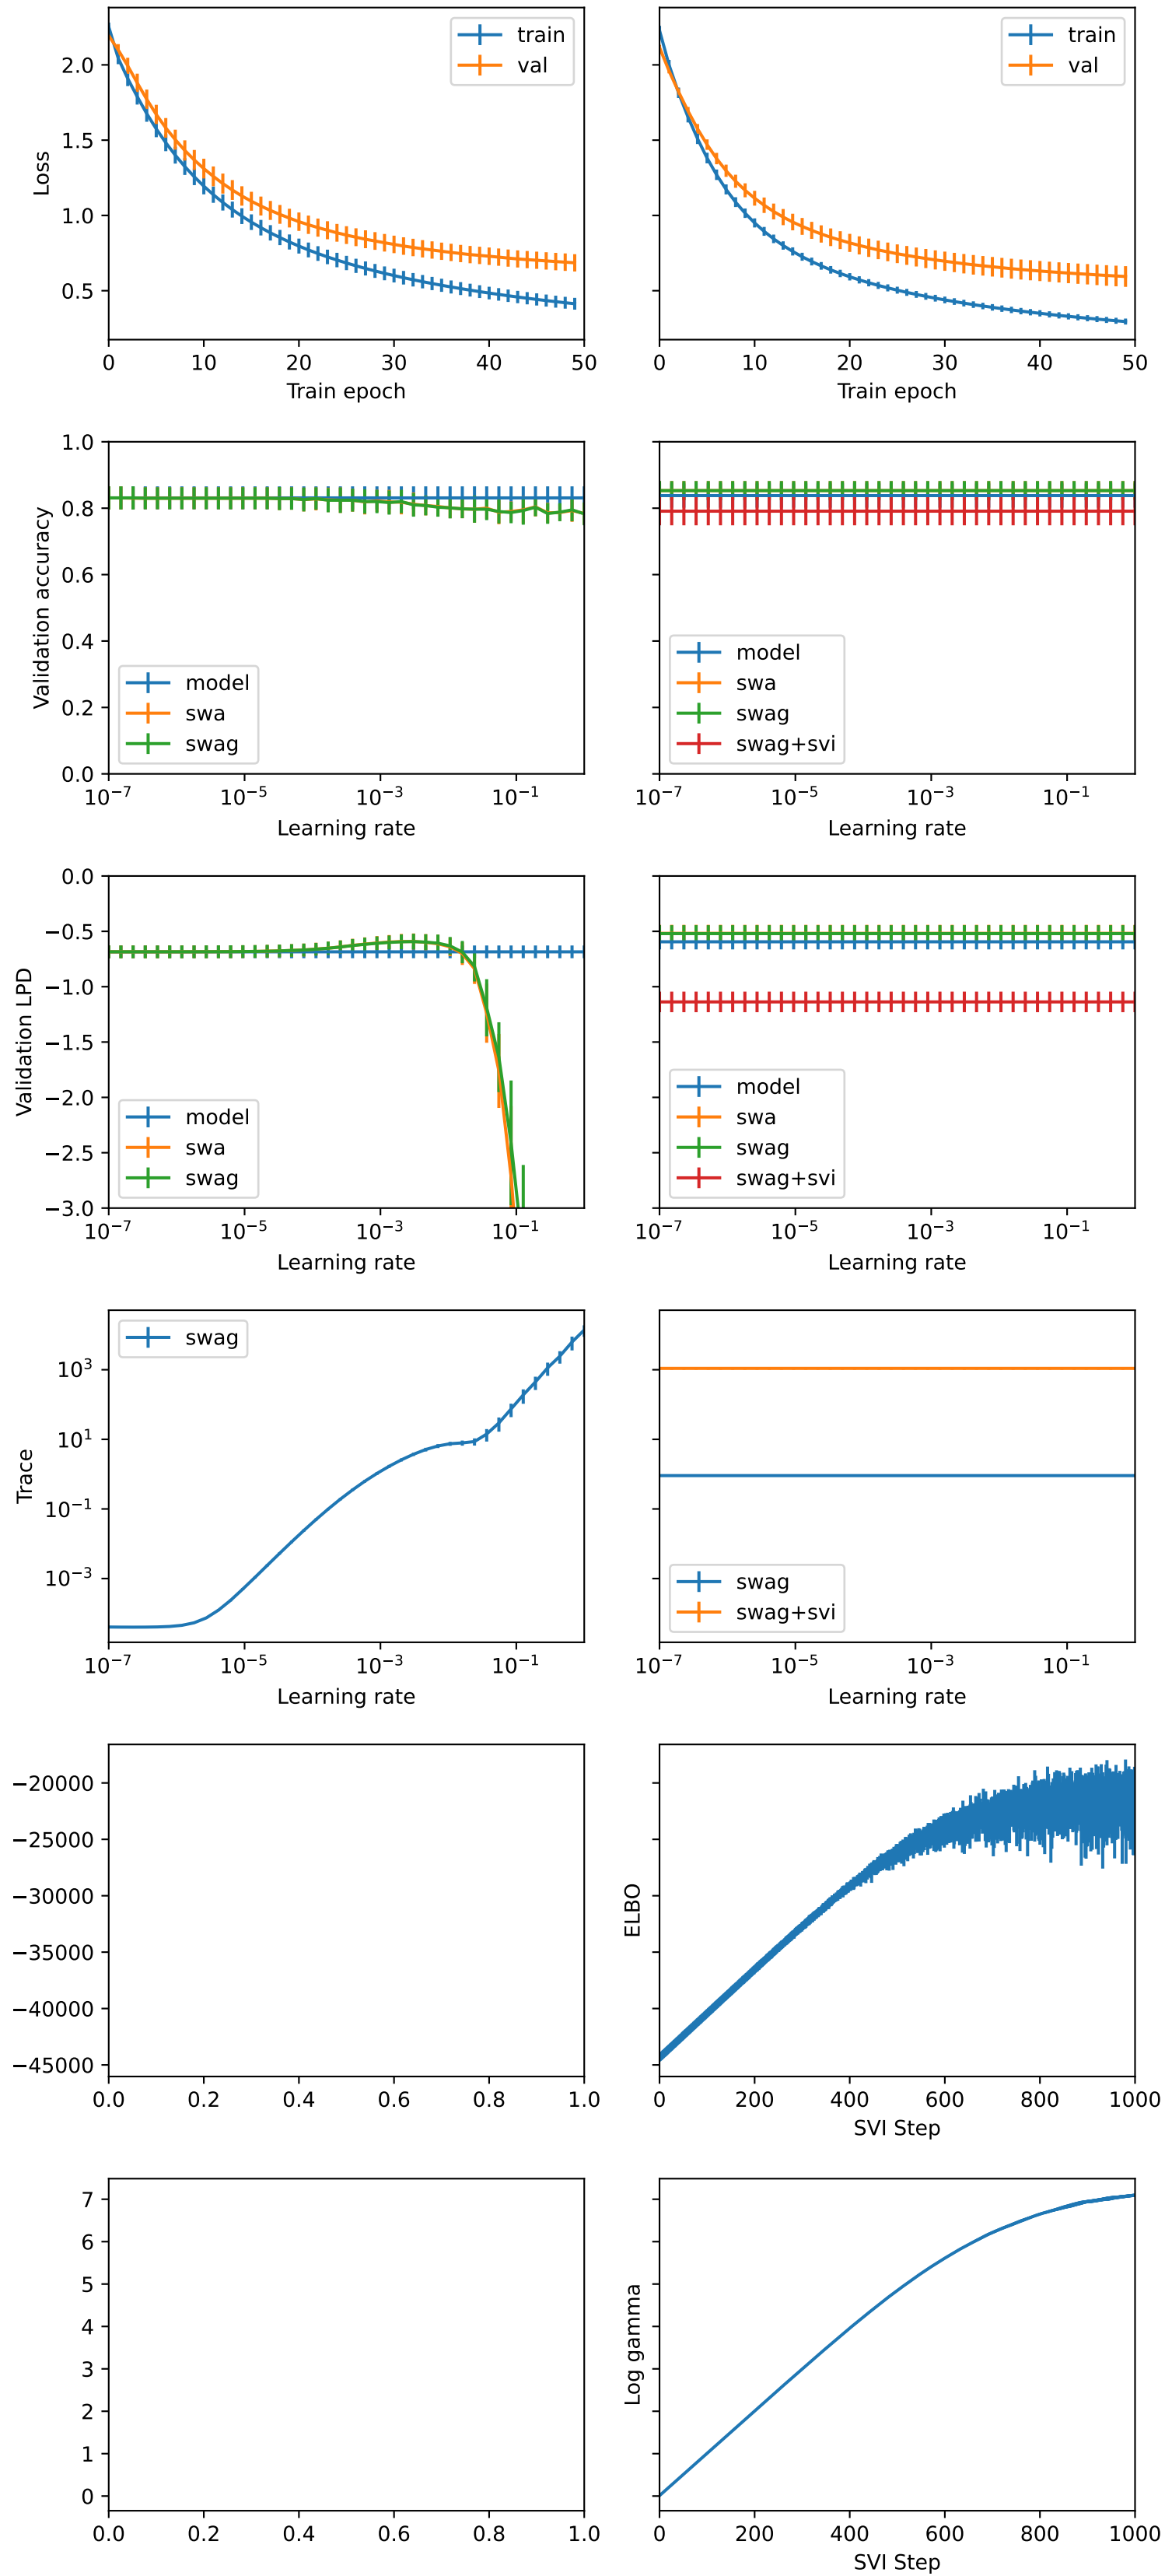 2.0
1.5
1.0
0.5
Loss
train
val
0 10 20 30 40 50
Train epoch
train
val
0 10 20 30 40 50
Train epoch
1.0
0.8
0.6
0.4
0.2
0.0
Validation accuracy
model
swa
swag
10⁻⁷ 10⁻⁵ 10⁻³ 10⁻¹
Learning rate
model
swa
swag
swag+svi
10⁻⁷ 10⁻⁵ 10⁻³ 10⁻¹
Learning rate
0.0
−0.5
−1.0
−1.5
−2.0
−2.5
−3.0
Validation LPD
model
swa
swag
10⁻⁷ 10⁻⁵ 10⁻³ 10⁻¹
Learning rate
model
swa
swag
swag+svi
10⁻⁷ 10⁻⁵ 10⁻³ 10⁻¹
Learning rate
10³
10¹
10⁻¹
10⁻³
Trace
swag
10⁻⁷ 10⁻⁵ 10⁻³ 10⁻¹
Learning rate
swag
swag+svi
10⁻⁷ 10⁻⁵ 10⁻³ 10⁻¹
Learning rate
−20000
−25000
−30000
−35000
−40000
−45000
0.0 0.2 0.4 0.6 0.8 1.0
ELBO
0 200 400 600 800 1000
SVI Step
7
6
5
4
3
2
1
0
0.0 0.2 0.4 0.6 0.8 1.0
Log gamma
0 200 400 600 800 1000
SVI Step